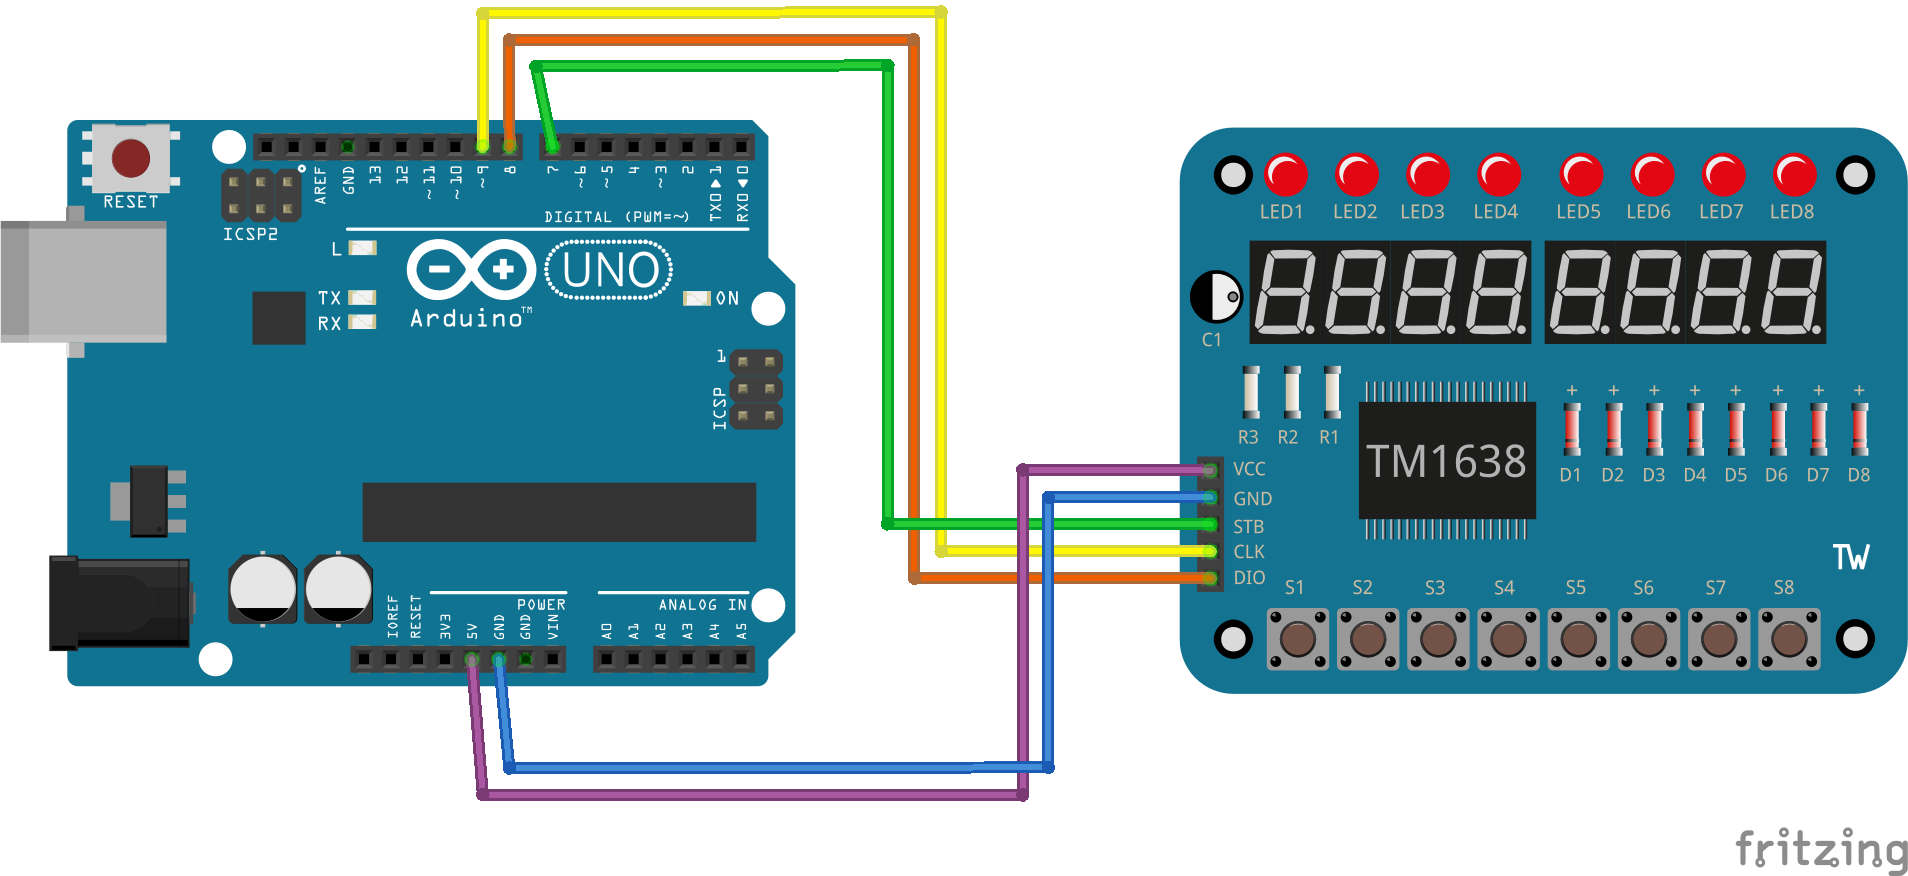 RESET
ICSP2
AREF
GND
13
12
~11
~10
~9
8
7
~6
~5
4
~3
2
TX0▶1
RX0◀0
DIGITAL (PWM=~)
L
TX
RX
UNO
Arduino™
ON
1
ICSP
IOREF
RESET
3V3
5V
GND
GND
VIN
POWER
ANALOG IN
A0
A1
A2
A3
A4
A5
LED1 LED2 LED3 LED4 LED5 LED6 LED7 LED8
C1
R3 R2 R1
TM1638
+ + + + + + + +
D1 D2 D3 D4 D5 D6 D7 D8
VCC
GND
STB
CLK
DIO
TW
S1 S2 S3 S4 S5 S6 S7 S8
fritzing